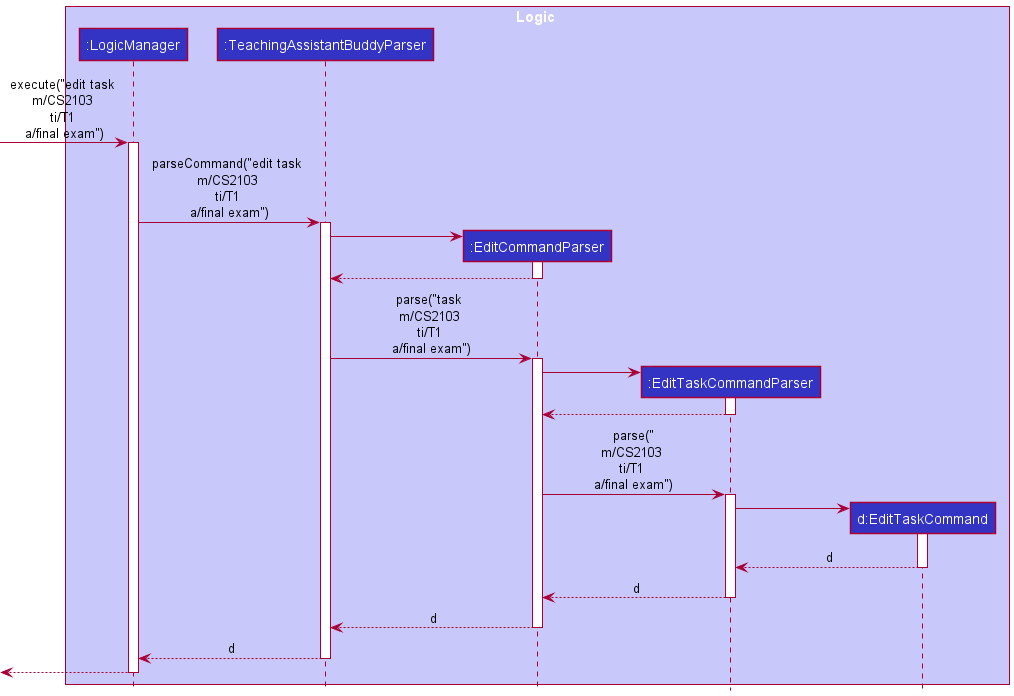 Logic
:LogicManager
:TeachingAssistantBuddyParser
execute("edit task
m/CS2103
ti/T1
a/final exam")
parseCommand("edit task
m/CS2103
ti/T1
a/final exam")
:EditCommandParser
parse("task
m/CS2103
ti/T1
a/final exam")
:EditTaskCommandParser
parse("
m/CS2103
ti/T1
a/final exam")
d:EditTaskCommand
d
d
d
d